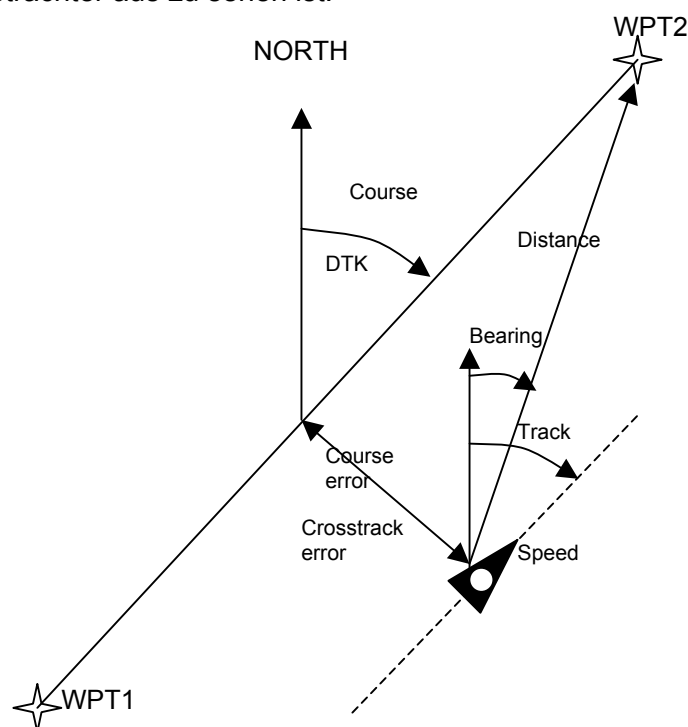 WPT2
NORTH
Course
DTK
Distance
Bearing
Track
Course
error
Crosstrack
error
Speed
WPT1